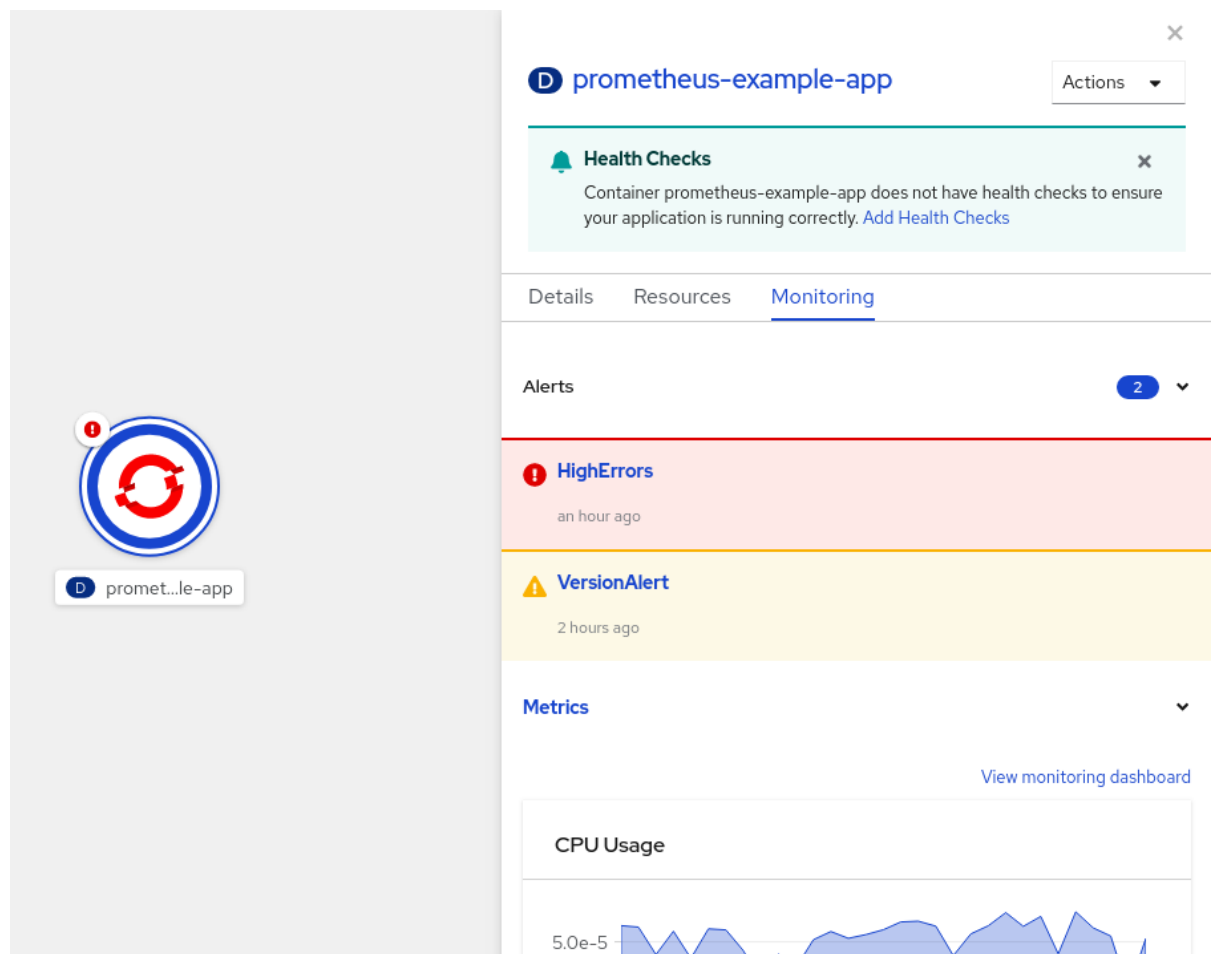 D prometheus-example-app
Actions
Health Checks
Container prometheus-example-app does not have health checks to ensure
your application is running correctly. Add Health Checks
Details Resources Monitoring
Alerts
2
HighErrors
an hour ago
VersionAlert
2 hours ago
D promet...le-app
Metrics
View monitoring dashboard
CPU Usage
5.0e-5